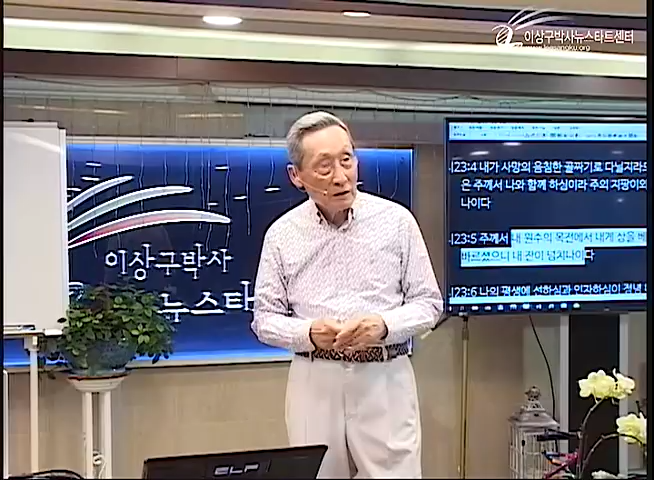 이상구박사뉴스타트센터
www.leesangku.org
이상구박사
뉴스타트
ELP
23:4 내가 사망의 음침한 골짜기로 다닐지라도
은 주께서 나와 함께 하심이라 주의 지팡이와
나이다
23:5 주께서 내 원수의 목전에서 내게 상을 베
바르셨으니 내 잔이 넘치나이다
23:6 나의 평생에 선하심과 인자하심이 정녕